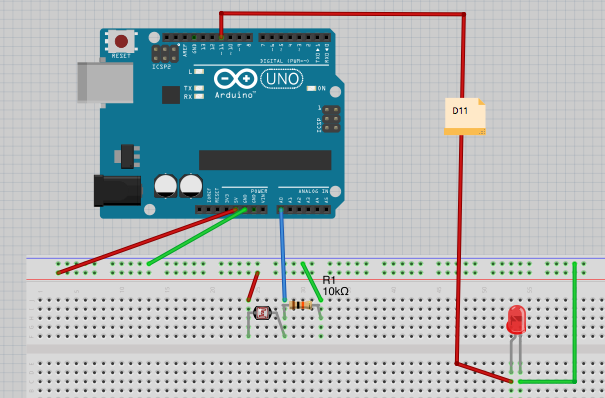 RESET
ICSP2
AREF
GND
13
12
~11
~10
~9
8
7
~6
~5
4
~3
2
TX▸1
RX◂0
DIGITAL (PWM~)
L
TX
RX
UNO
Arduino
ON
1
ICSP
D11
POWER
ANALOG IN
IOREF
RESET
3V3
5V
GND
GND
VIN
A0
A1
A2
A3
A4
A5
R1
10kΩ